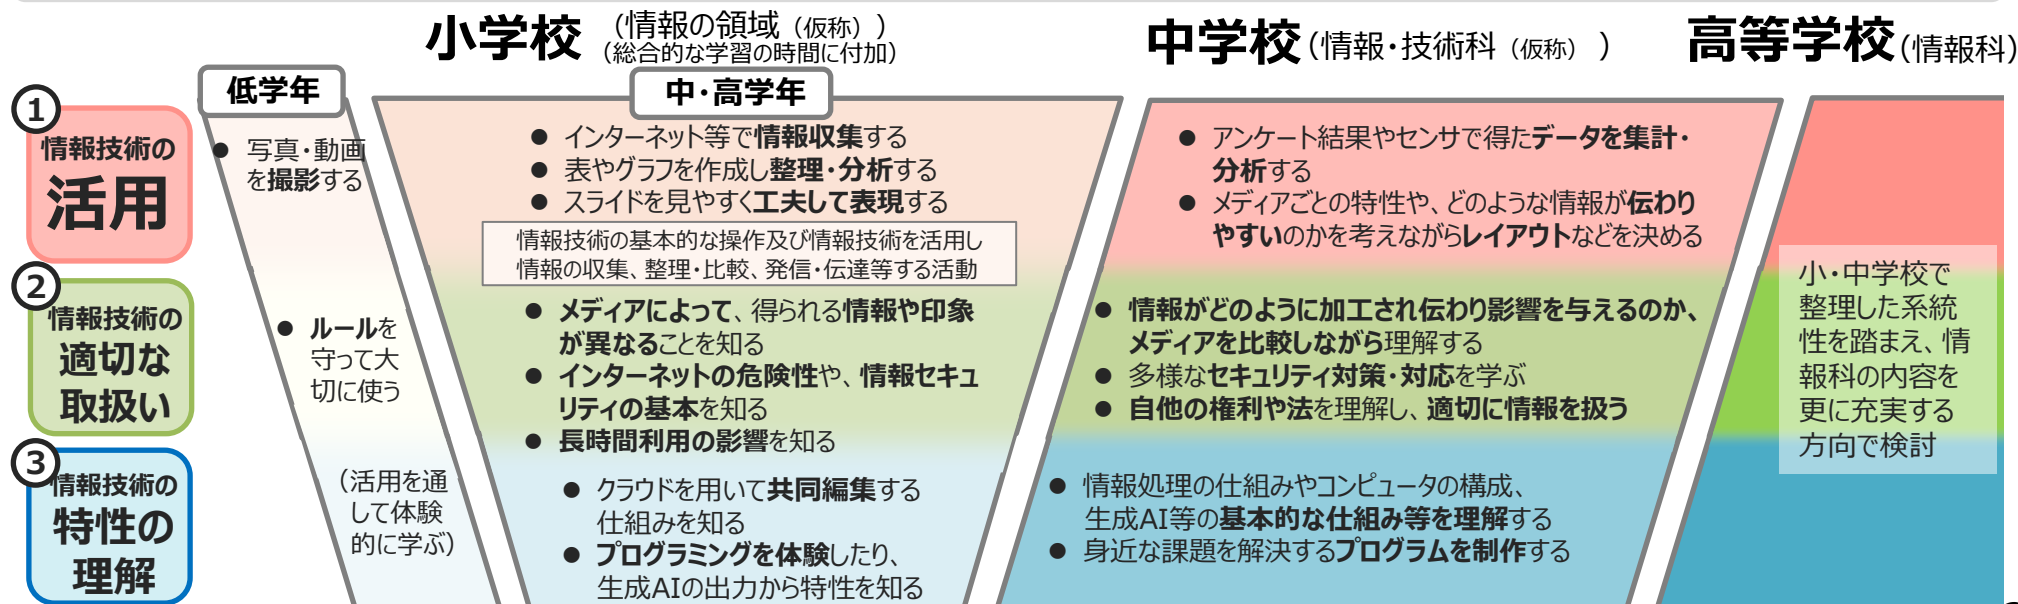 小学校 (情報の領域(仮称))
(総合的な学習の時間に付加)
中学校(情報・技術科(仮称))
高等学校(情報科)
低学年
中・高学年
①
情報技術の
活用
● 写真・動画
を撮影する
● インターネット等で情報収集する
● 表やグラフを作成し整理・分析する
● スライドを見やすく工夫して表現する
情報技術の基本的な操作及び情報技術を活用し
情報の収集、整理・比較、発信・伝達等する活動
● アンケート結果やセンサで得たデータを集計・
分析する
● メディアごとの特性や、どのような情報が伝わり
やすいのかを考えながらレイアウトなどを決める
②
情報技術の
適切な
取扱い
● ルールを
守って大
切に使う
● メディアによって、得られる情報や印象
が異なることを知る
● インターネットの危険性や、情報セキュ
リティの基本を知る
● 長時間利用の影響を知る
● 情報がどのように加工され伝わり影響を与えるのか、
メディアを比較しながら理解する
● 多様なセキュリティ対策・対応を学ぶ
● 自他の権利や法を理解し、適切に情報を扱う
小・中学校で
整理した系統
性を踏まえ、情
報科の内容を
更に充実する
方向で検討
③
情報技術の
特性の
理解
(活用を通
して体験
的に学ぶ)
● クラウドを用いて共同編集する
仕組みを知る
● プログラミングを体験したり、
生成AIの出力から特性を知る
● 情報処理の仕組みやコンピュータの構成、
生成AI等の基本的な仕組み等を理解する
● 身近な課題を解決するプログラムを制作する